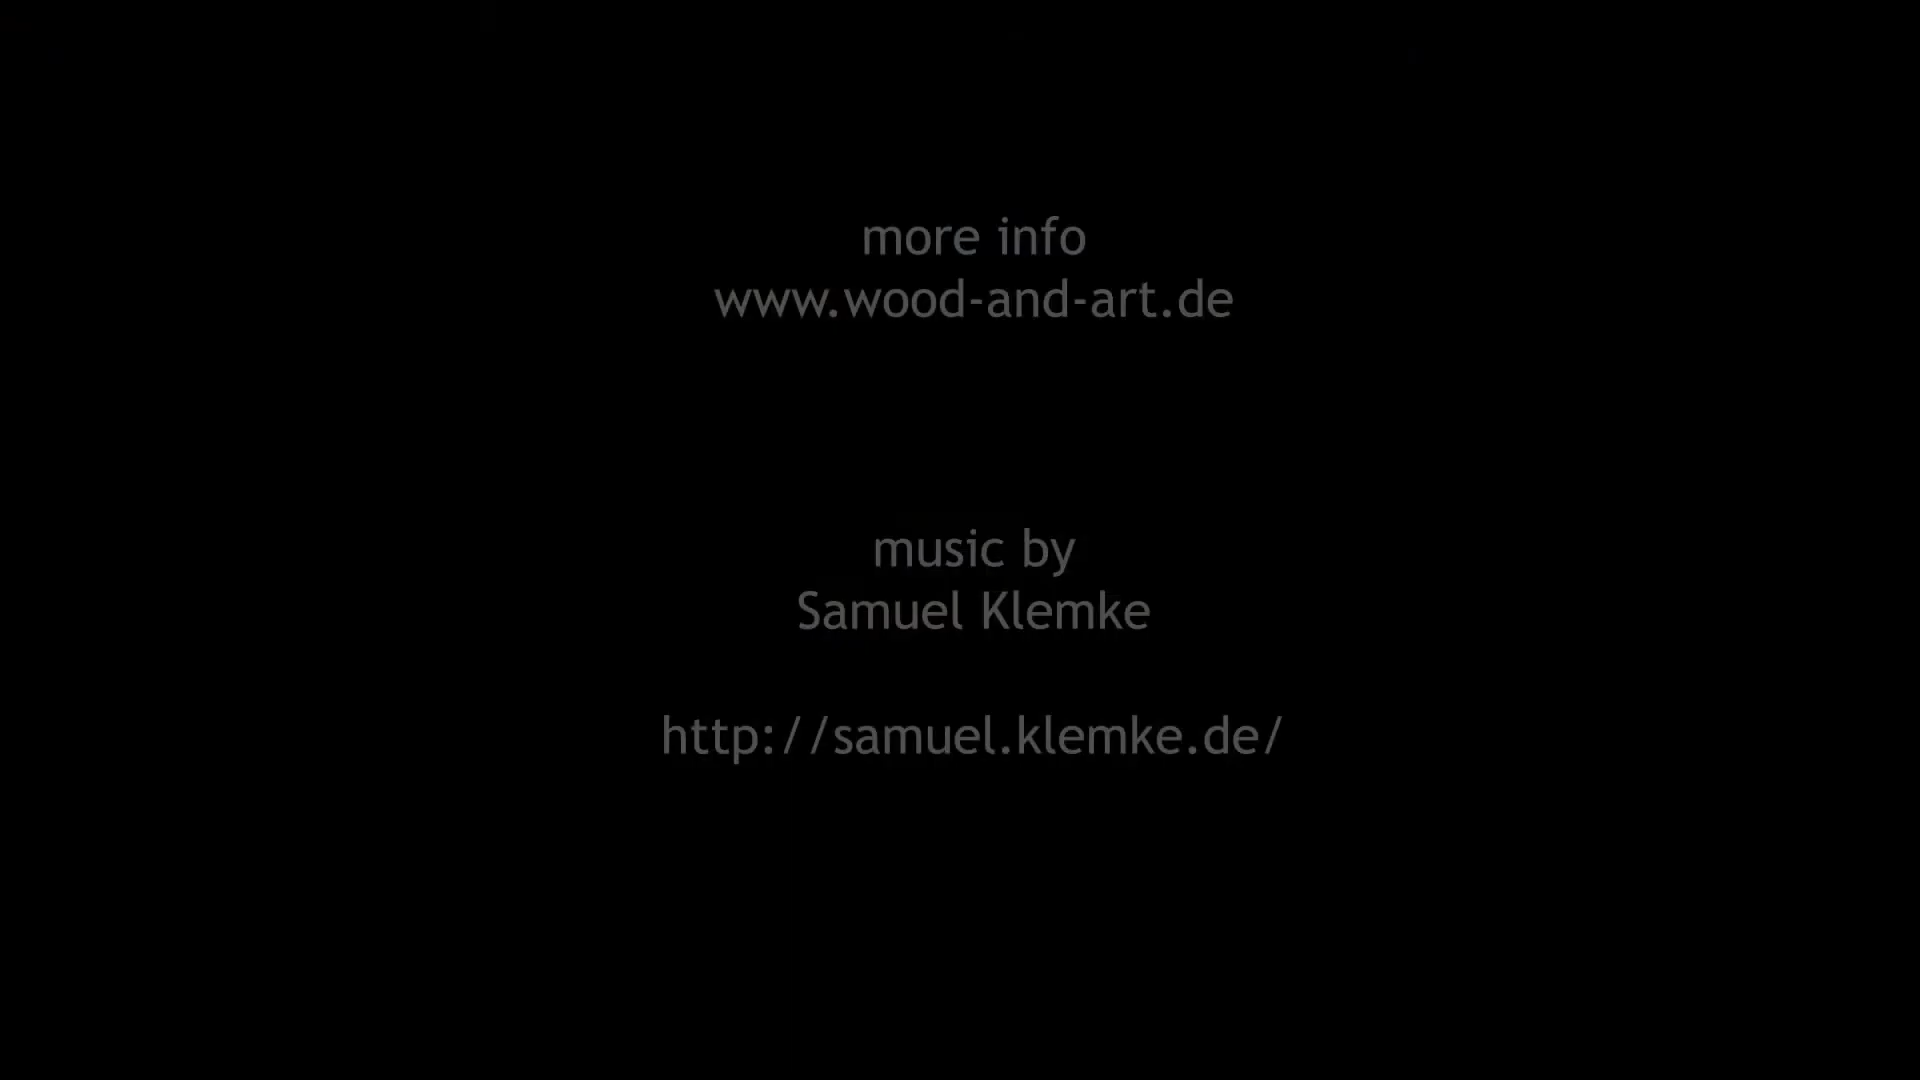 more info
www.wood-and-art.de
music by
Samuel Klemke
http://samuel.klemke.de/